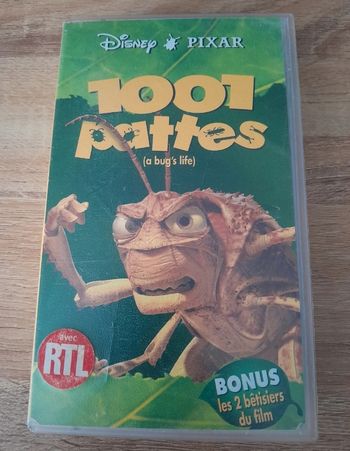 Disney PIXAR
1001
pattes
(a bug's life)
avec
RTL
BONUS
les 2 bêtisiers
du film